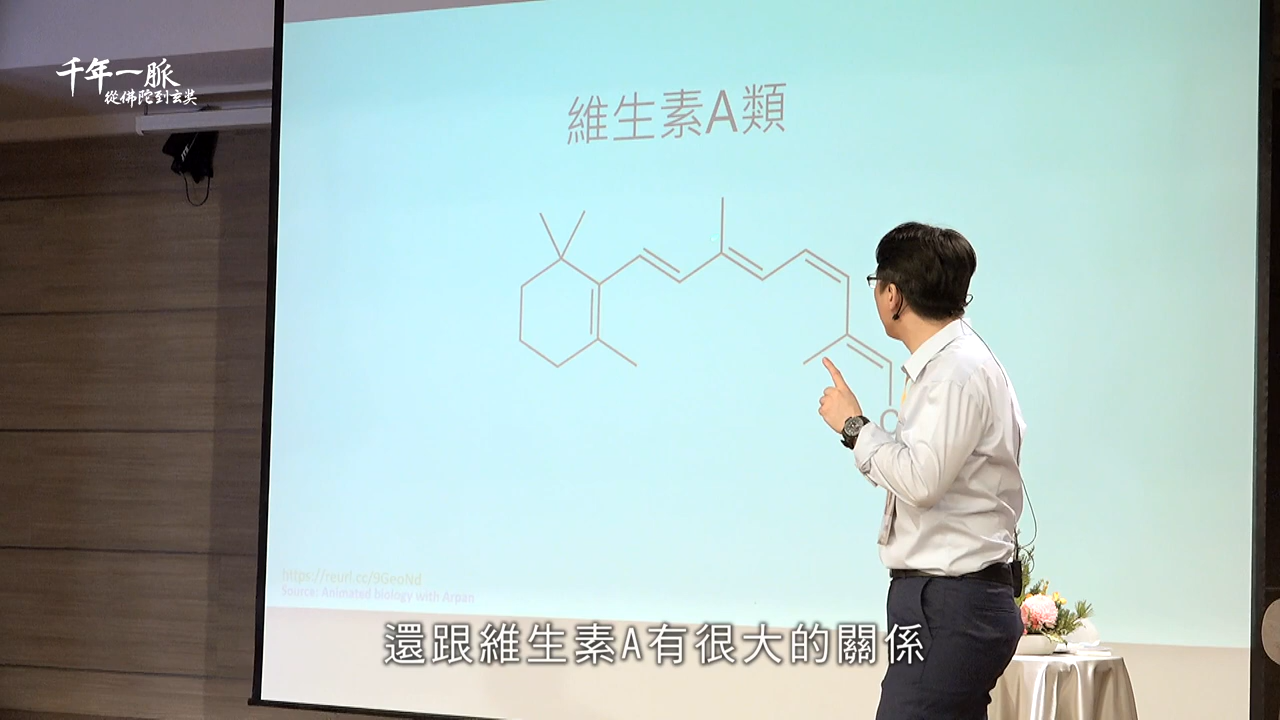 千年一脈
從佛陀到玄奘
維生素A類
O
https://reurl.cc/9GeoNd
Source: Animated biology with Arpan
還跟維生素A有很大的關係